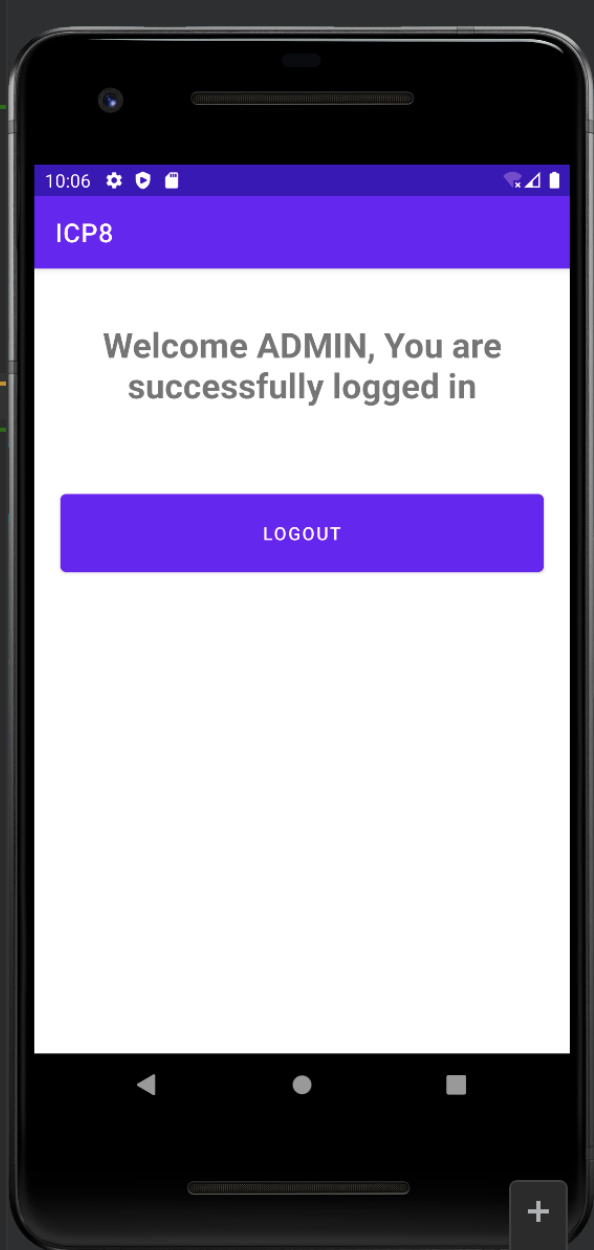 10:06
ICP8
Welcome ADMIN, You are
successfully logged in
LOGOUT